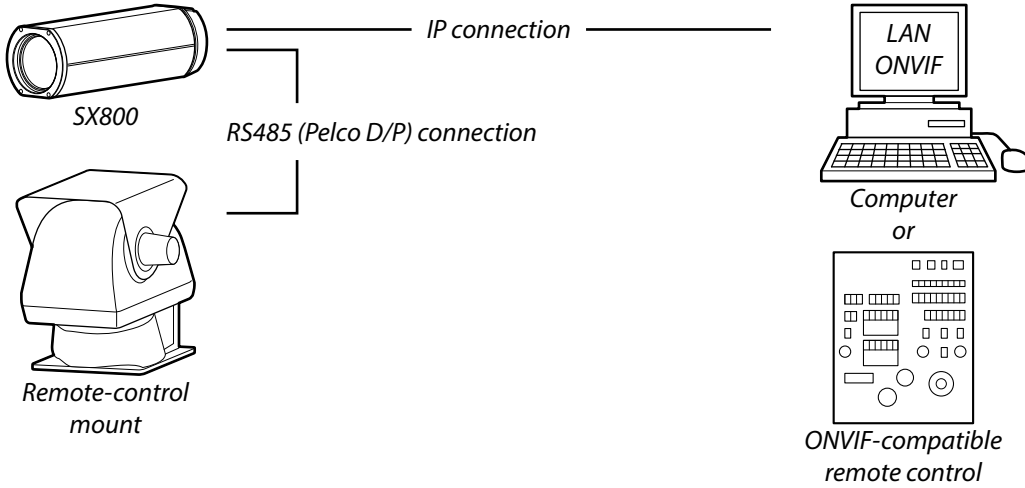 IP connection
LAN
ONVIF
SX800
RS485 (Pelco D/P) connection
Computer
or
Remote-control
mount
ONVIF-compatible
remote control